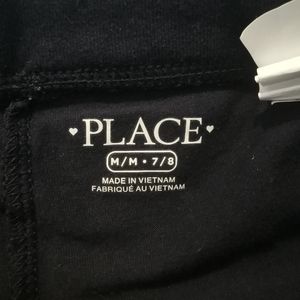 ♥ PLACE ♥
M/M • 7/8
MADE IN VIETNAM
FABRIQUÉ AU VIETNAM